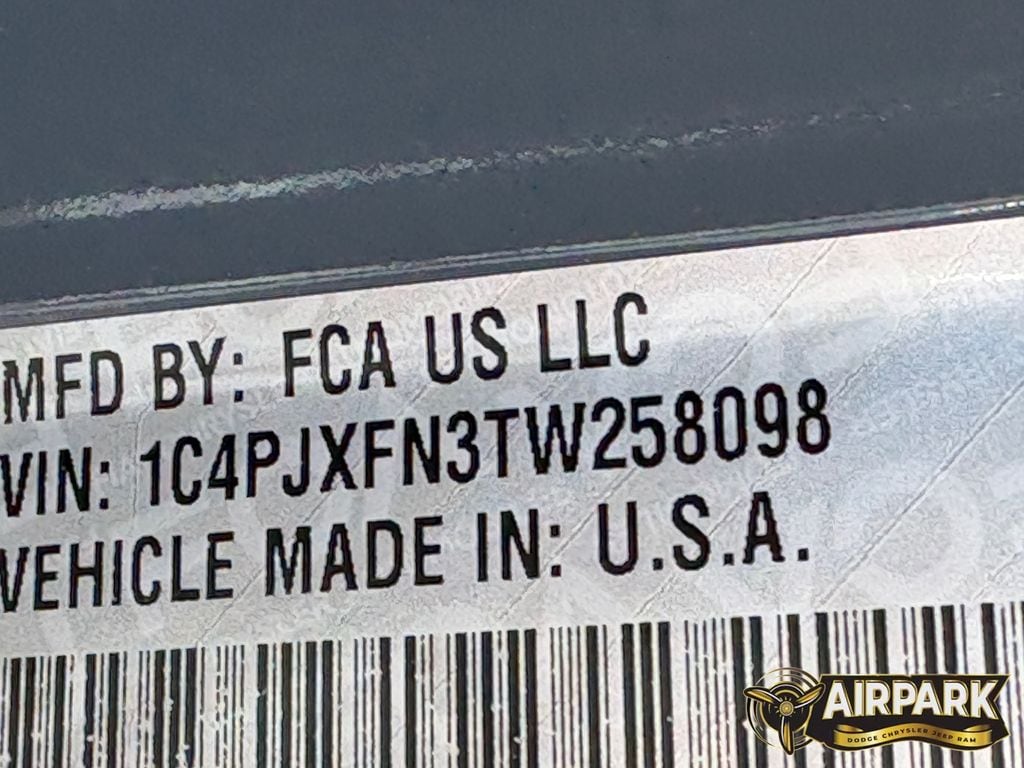 MFD BY: FCA US LLC
VIN: 1C4PJXFN3TW258098
VEHICLE MADE IN: U.S.A.
AIRPARK
DODGE CHRYSLER JEEP RAM